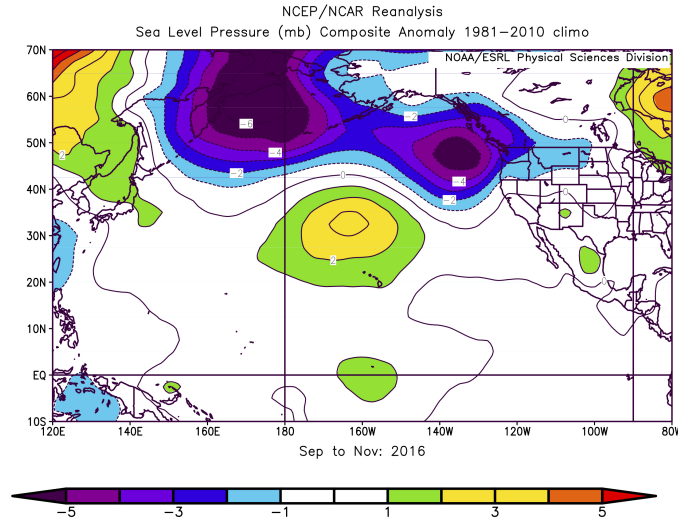 NCEP/NCAR Reanalysis
Sea Level Pressure (mb) Composite Anomaly 1981−2010 climo
NOAA/ESRL Physical Sciences Division
70N
60N
50N
40N
30N
20N
10N
EQ
10S
−6
−4
−2
0
2
−2
−4
−2
0
0
0
2
120E 140E 160E 180 160W 140W 120W 100W 80W
Sep to Nov: 2016
−5 −3 −1 1 3 5